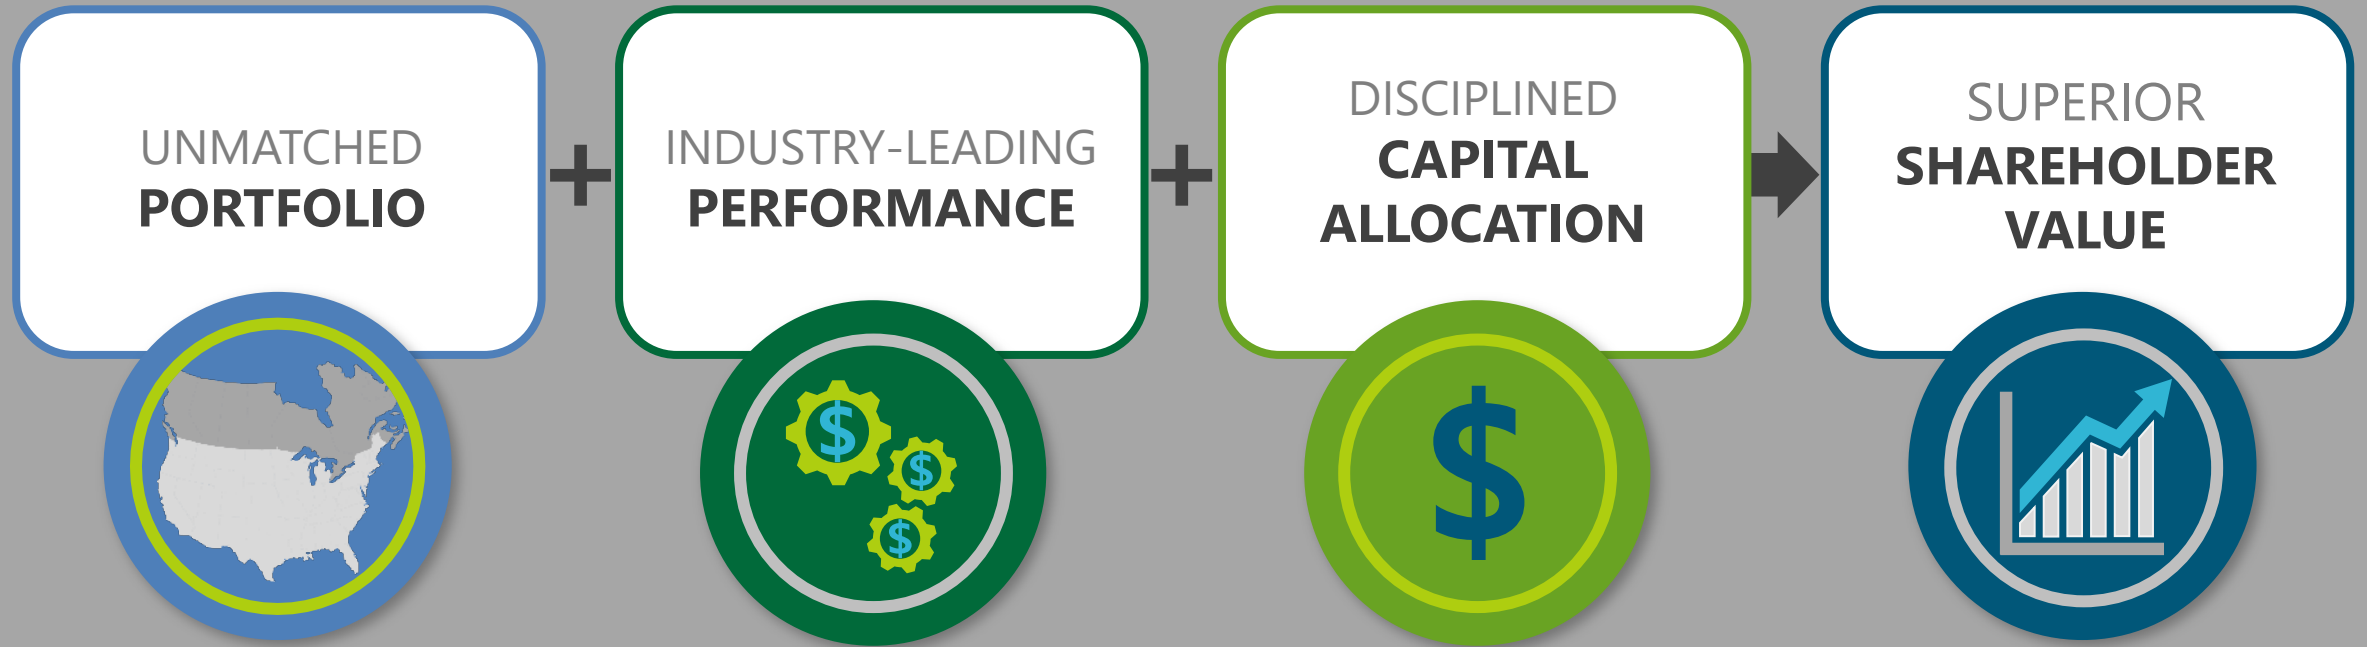 UNMATCHED
PORTFOLIO
+
INDUSTRY-LEADING
PERFORMANCE
+
DISCIPLINED
CAPITAL
ALLOCATION
SUPERIOR
SHAREHOLDER
VALUE
$
$
$
$